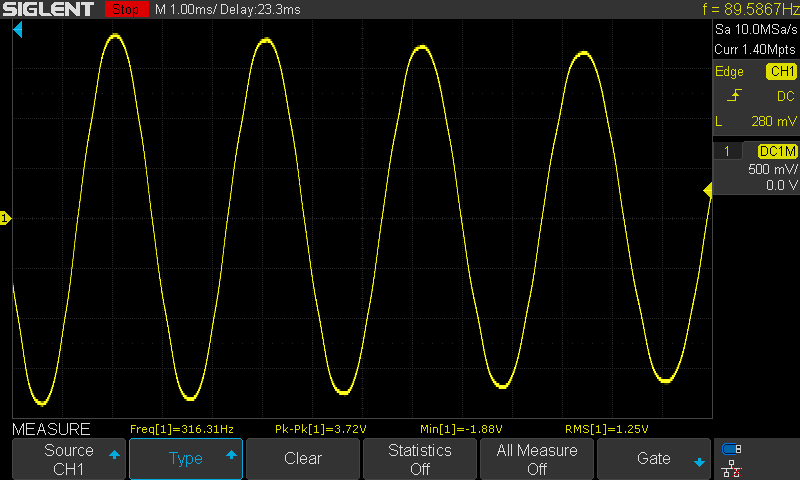 SIGLENT Stop M 1.00ms/ Delay:23.3ms f = 89.5867Hz
Sa 10.0MSa/s
Curr 1.40Mpts
Edge CH1
DC
L 280 mV
1 DC1M
500 mV/
0.0 V
1
MEASURE Freq[1]=316.31Hz Pk-Pk[1]=3.72V Min[1]=-1.88V RMS[1]=1.25V
Source CH1
Type
Clear
Statistics Off
All Measure Off
Gate